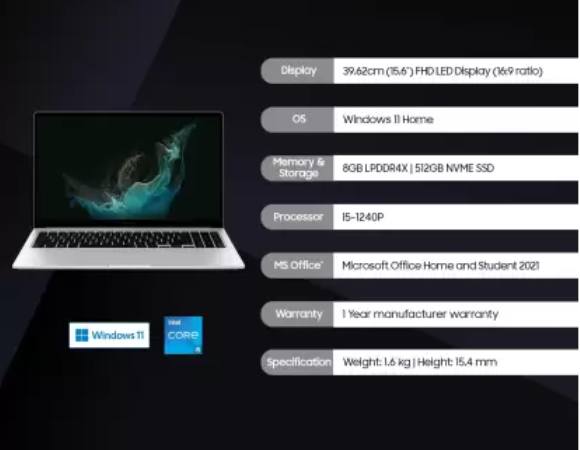 Display
39.62cm (15.6") FHD LED Display (16:9 ratio)
OS
Windows 11 Home
Memory &
Storage
8GB LPDDR4X | 512GB NVME SSD
Processor
i5-1240P
MS Office*
Microsoft Office Home and Student 2021
Warranty
1 Year manufacturer warranty
Specification
Weight: 1.6 kg | Height: 15.4 mm
Windows 11
intel
CORE
i5